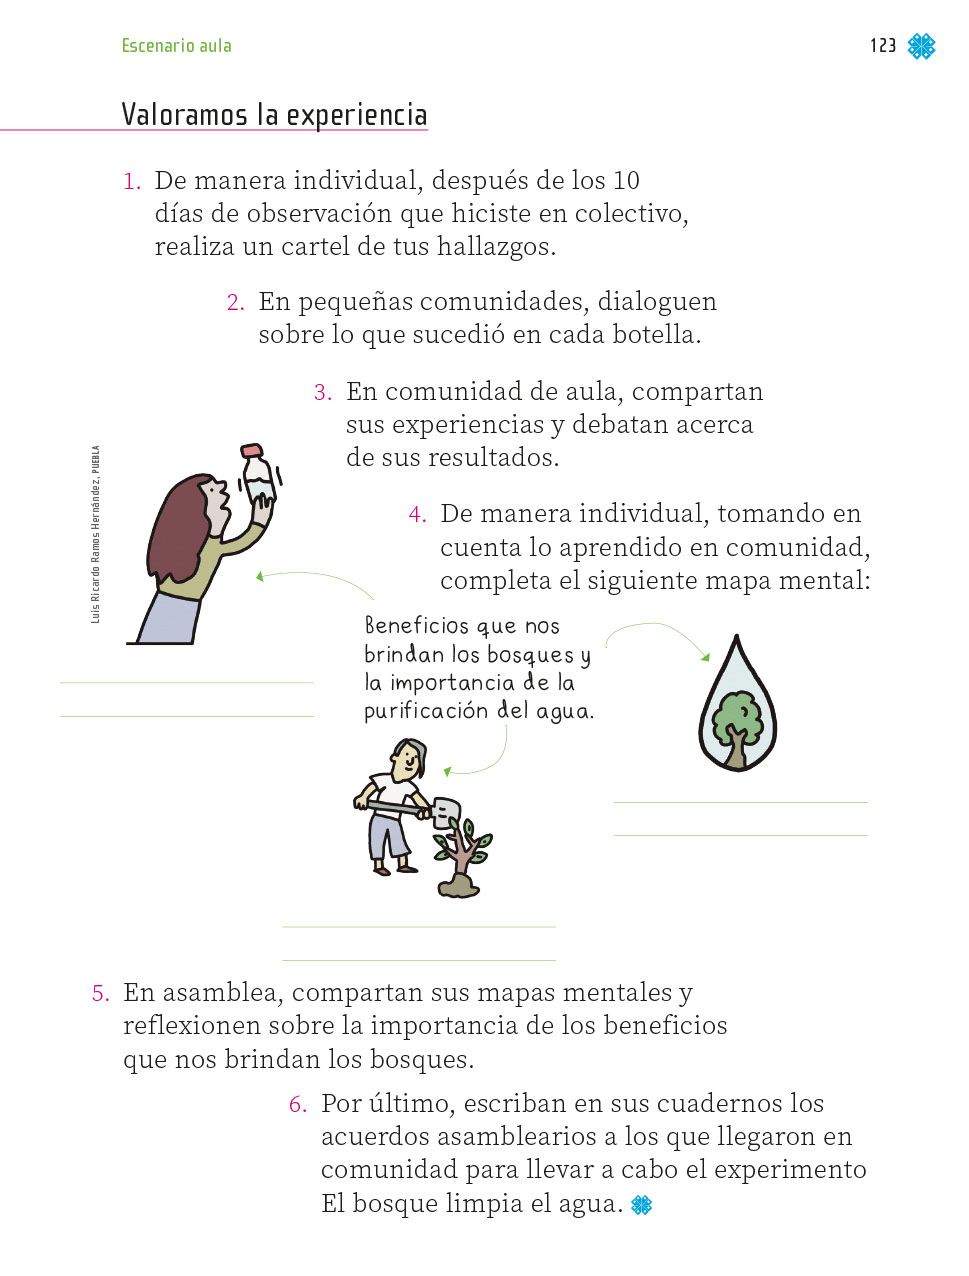 Escenario aula
123
Valoramos la experiencia
1. De manera individual, después de los 10
días de observación que hiciste en colectivo,
realiza un cartel de tus hallazgos.
2. En pequeñas comunidades, dialoguen
sobre lo que sucedió en cada botella.
3. En comunidad de aula, compartan
sus experiencias y debatan acerca
de sus resultados.
Luis Ricardo Ramos Hernández, PUEBLA
4. De manera individual, tomando en
cuenta lo aprendido en comunidad,
completa el siguiente mapa mental:
Beneficios que nos
brindan los bosques y
la importancia de la
purificación del agua.
5. En asamblea, compartan sus mapas mentales y
reflexionen sobre la importancia de los beneficios
que nos brindan los bosques.
6. Por último, escriban en sus cuadernos los
acuerdos asamblearios a los que llegaron en
comunidad para llevar a cabo el experimento
El bosque limpia el agua.